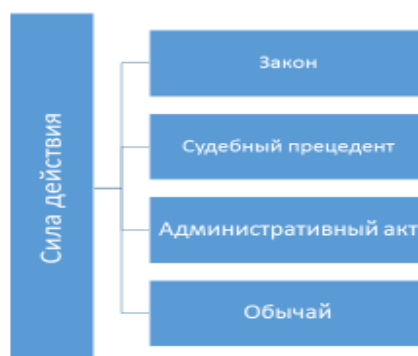 Сила действия
Закон
Судебный прецедент
Административный акт
Обычай